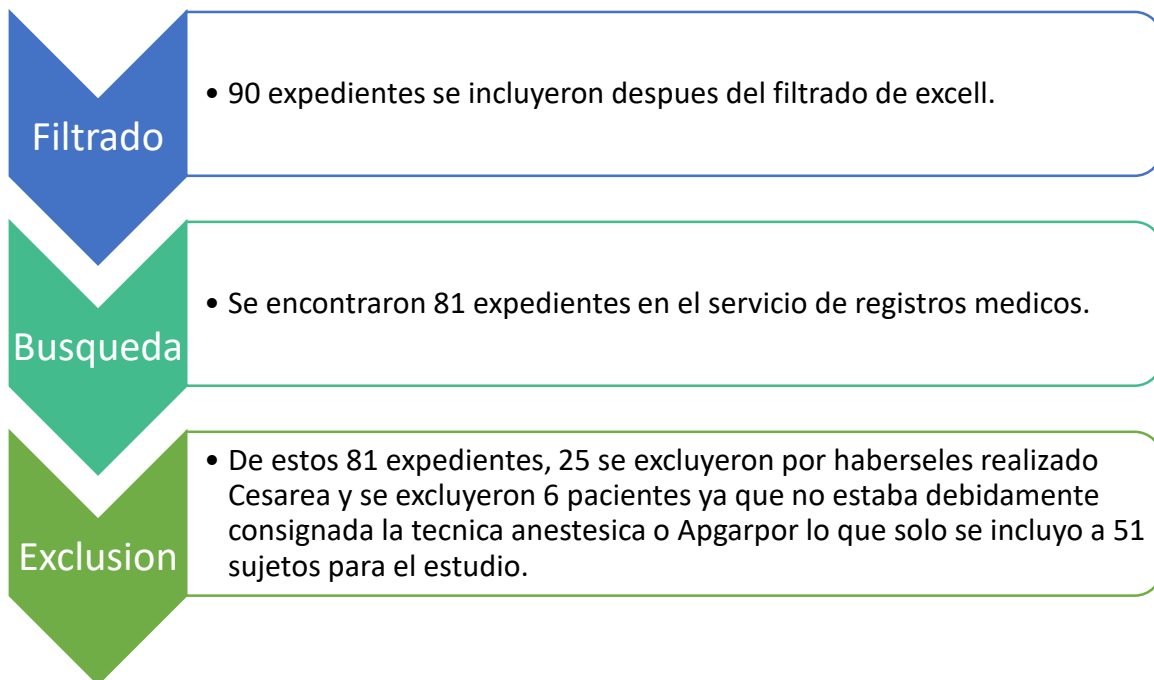 Filtrado
• 90 expedientes se incluyeron despues del filtrado de excell.
Busqueda
• Se encontraron 81 expedientes en el servicio de registros medicos.
Exclusion
• De estos 81 expedientes, 25 se excluyeron por haberseles realizado
Cesarea y se excluyeron 6 pacientes ya que no estaba debidamente
consignada la tecnica anestesica o Apgarpor lo que solo se incluyo a 51
sujetos para el estudio.